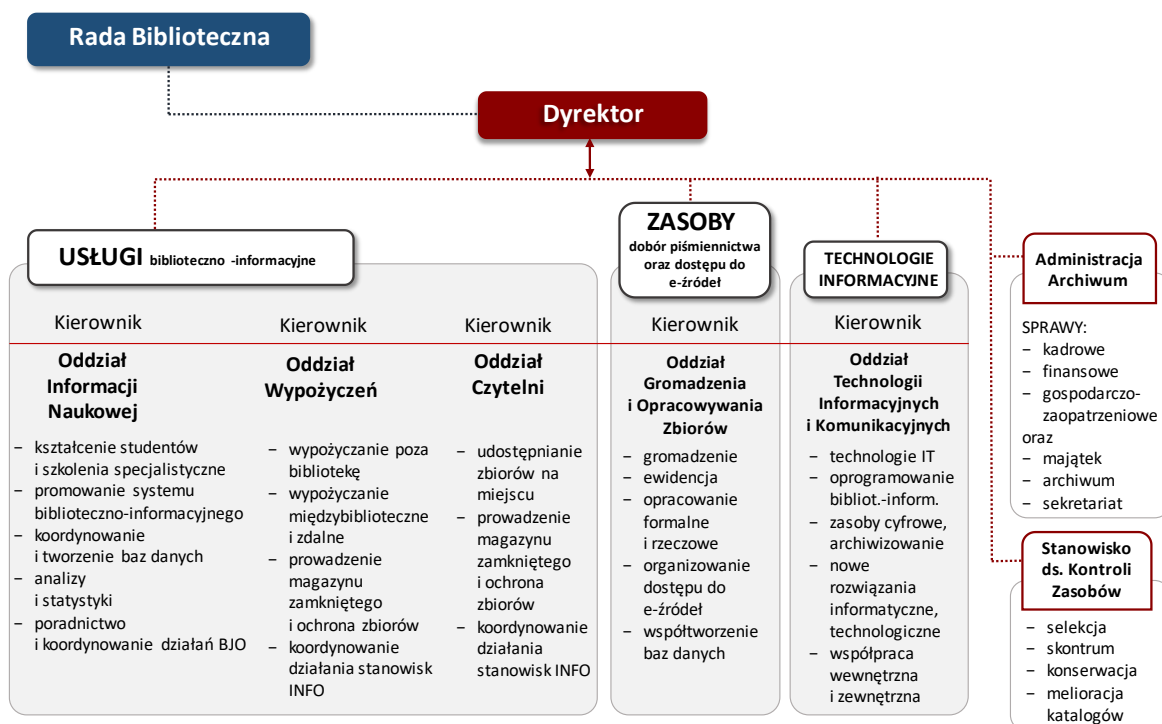 Rada Biblioteczna
Dyrektor
USŁUGI biblioteczno -informacyjne
Kierownik
Oddział
Informacji
Naukowej
– kształcenie studentów
i szkolenia specjalistyczne
– promowanie systemu
biblioteczno-informacyjnego
– koordynowanie
i tworzenie baz danych
– analizy
i statystyki
– poradnictwo
i koordynowanie działań BJO
Kierownik
Oddział
Wypożyczeń
– wypożyczanie poza
bibliotekę
– wypożyczanie
międzybiblioteczne
i zdalne
– prowadzenie
magazynu
zamkniętego
i ochrona zbiorów
– koordynowanie
działania stanowisk
INFO
Kierownik
Oddział
Czytelni
– udostępnianie
zbiorów na
miejscu
– prowadzenie
magazynu
zamkniętego
i ochrona
zbiorów
– koordynowanie
działania
stanowisk INFO
ZASOBY
dobór piśmiennictwa
oraz dostępu do
e-źródeł
Kierownik
Oddział
Gromadzenia
i Opracowywania
Zbiorów
– gromadzenie
– ewidencja
– opracowanie
formalne
i rzeczowe
– organizowanie
dostępu do
e-źródeł
– współtworzenie
baz danych
TECHNOLOGIE
INFORMACYJNE
Kierownik
Oddział
Technologii
Informacyjnych
i Komunikacyjnych
– technologie IT
– oprogramowanie
bibliot.-inform.
– zasoby cyfrowe,
archiwizowanie
– nowe
rozwiązania
informatyczne,
technologiczne
– współpraca
wewnętrzna
i zewnętrzna
Administracja
Archiwum
SPRAWY:
– kadrowe
– finansowe
– gospodarczo-
zaopatrzeniowe
oraz
– majątek
– archiwum
– sekretariat
Stanowisko
ds. Kontroli
Zasobów
– selekcja
– skontrum
– konserwacja
– melioracja
katalogów